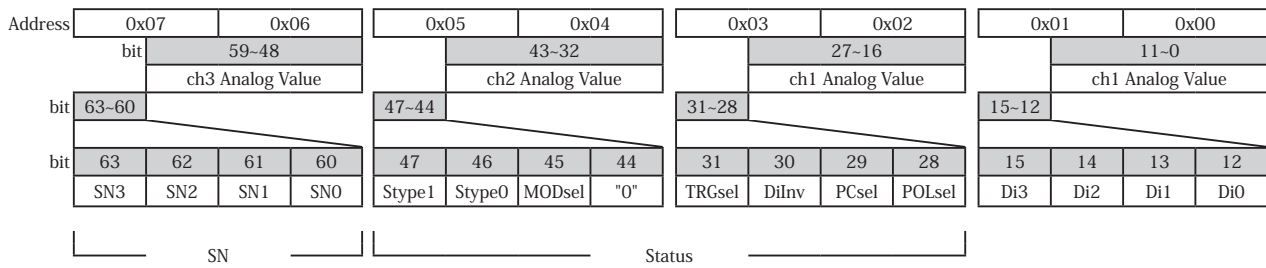 Address 0x07 0x06 0x05 0x04 0x03 0x02 0x01 0x00
bit 59~48 43~32 27~16 11~0
ch3 Analog Value ch2 Analog Value ch1 Analog Value ch1 Analog Value
bit 63~60 47~44 31~28 15~12
bit 63 62 61 60 47 46 45 44 31 30 29 28 15 14 13 12
SN3 SN2 SN1 SN0 Stype1 Stype0 MODsel "0" TRGsel DiInv PCsel POLsel Di3 Di2 Di1 Di0
SN Status